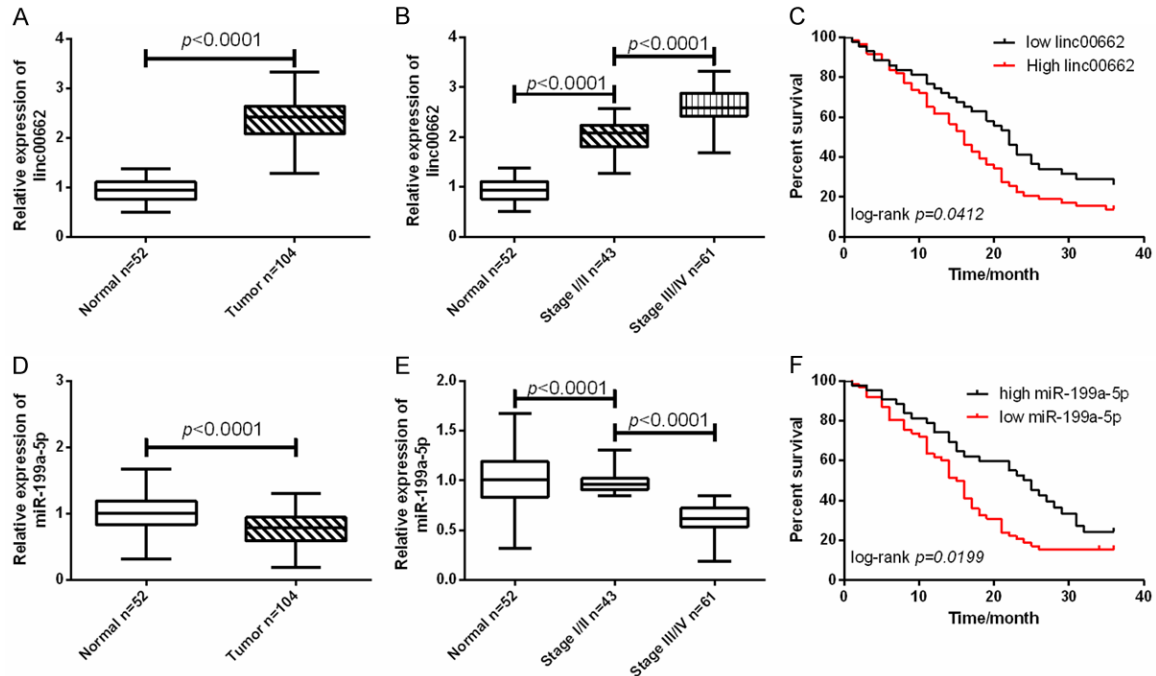 A
Relative expression of
linc00662
4
3
2
1
0
p<0.0001
Normal n=52
Tumor n=104
B
Relative expression of
linc00662
4
3
2
1
0
p<0.0001
p<0.0001
Normal n=52
Stage I/II n=43
Stage III/IV n=61
C
Percent survival
100
80
60
40
20
0
low linc00662
High linc00662
log-rank p=0.0412
0
10
20
30
40
Time/month
D
Relative expression of
miR-199a-5p
3
2
1
0
p<0.0001
Normal n=52
Tumor n=104
E
Relative expression of
miR-199a-5p
2.0
1.5
1.0
0.5
0.0
p<0.0001
p<0.0001
Normal n=52
Stage I/II n=43
Stage III/IV n=61
F
Percent survival
100
80
60
40
20
0
high miR-199a-5p
low miR-199a-5p
log-rank p=0.0199
0
10
20
30
40
Time/month